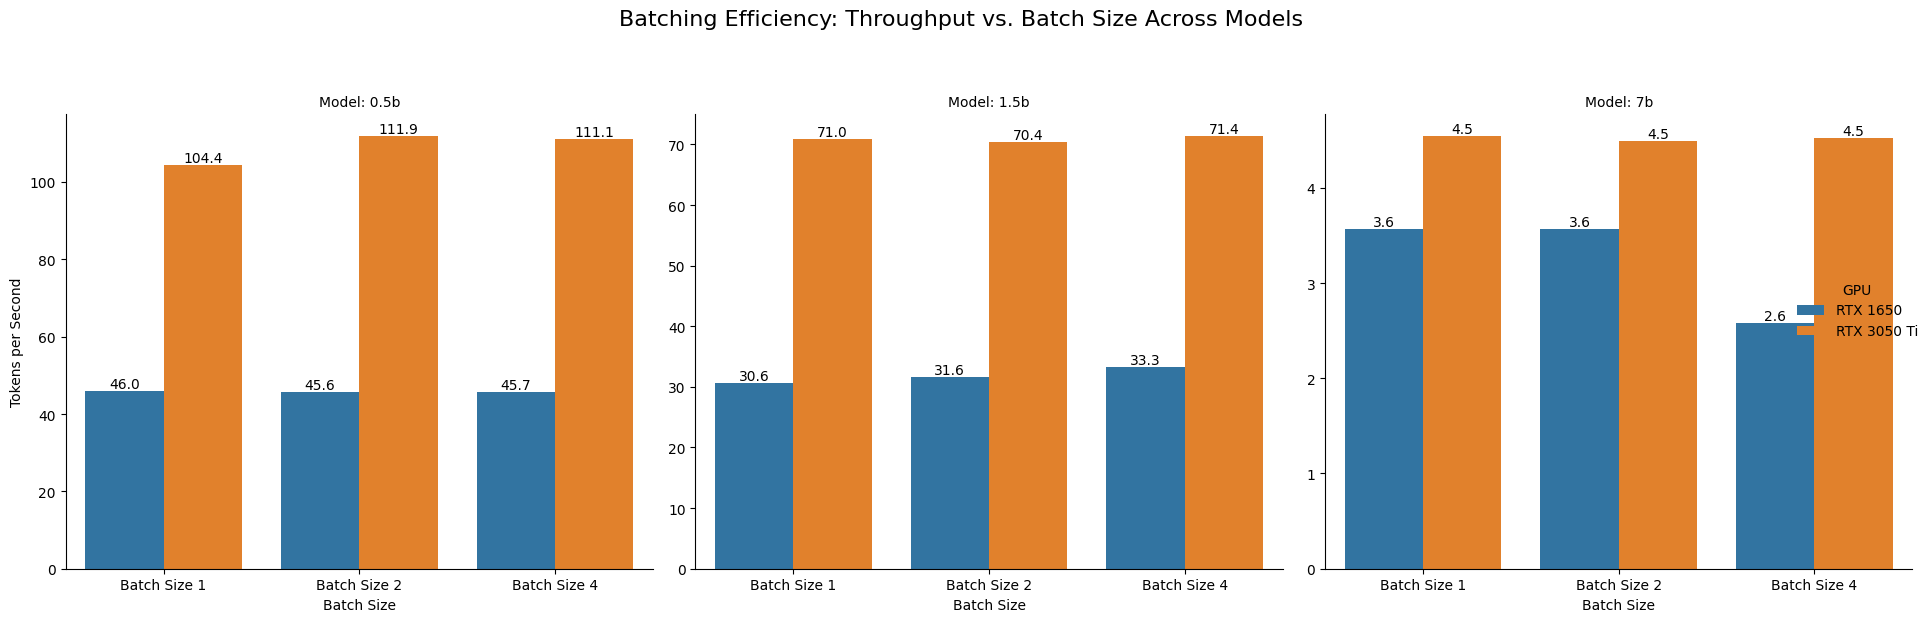 Batching Efficiency: Throughput vs. Batch Size Across Models
Model: 0.5b
Tokens per Second
100
80
60
40
20
0
104.4
111.9
111.1
46.0
45.6
45.7
Batch Size 1
Batch Size 2
Batch Size 4
Batch Size
Model: 1.5b
70
60
50
40
30
20
10
0
71.0
70.4
71.4
30.6
31.6
33.3
Batch Size 1
Batch Size 2
Batch Size 4
Batch Size
Model: 7b
4
3
2
1
0
4.5
4.5
4.5
3.6
3.6
2.6
Batch Size 1
Batch Size 2
Batch Size 4
Batch Size
GPU
RTX 1650
RTX 3050 Ti